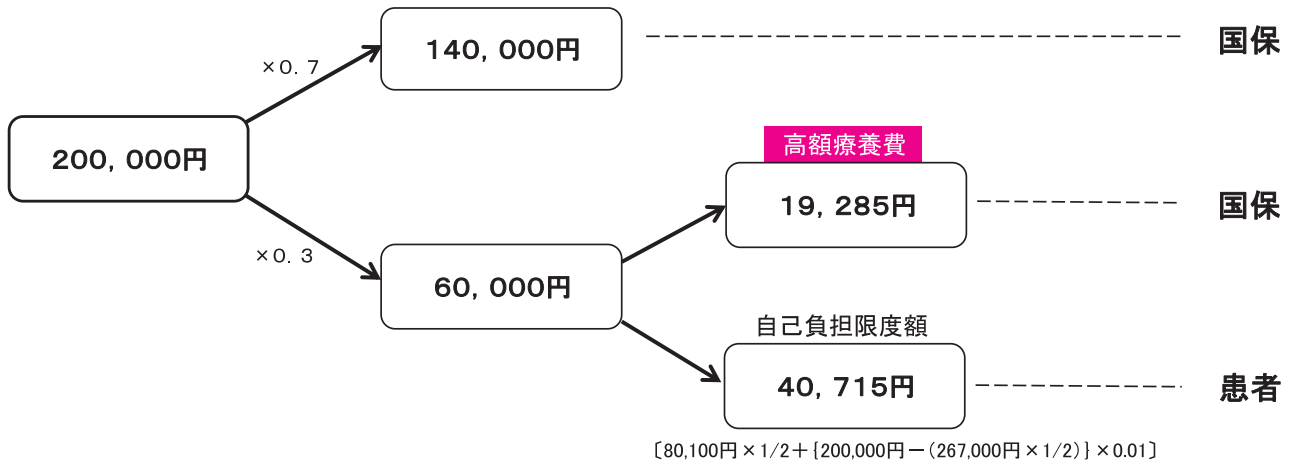 140,000円
国保
×0.7
高額療養費
200,000円
19,285円
国保
×0.3
60,000円
自己負担限度額
40,715円
患者
〔80,100円×1/2+{200,000円-(267,000円×1/2)}×0.01〕